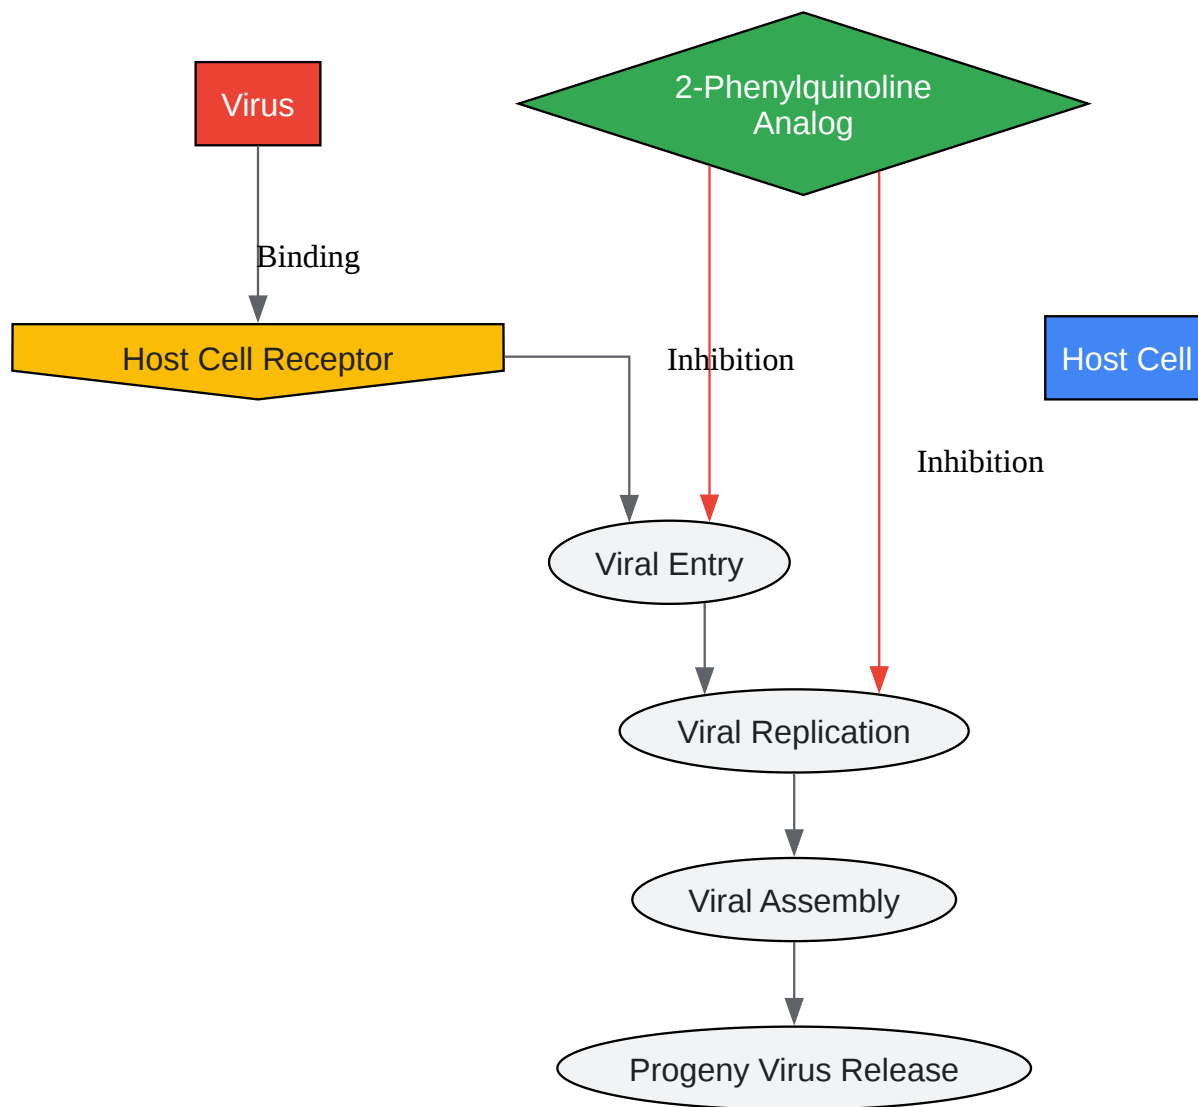 Virus
2-Phenylquinoline
Analog
Binding
Host Cell Receptor
Inhibition
Host Cell
Inhibition
Viral Entry
Viral Replication
Viral Assembly
Progeny Virus Release